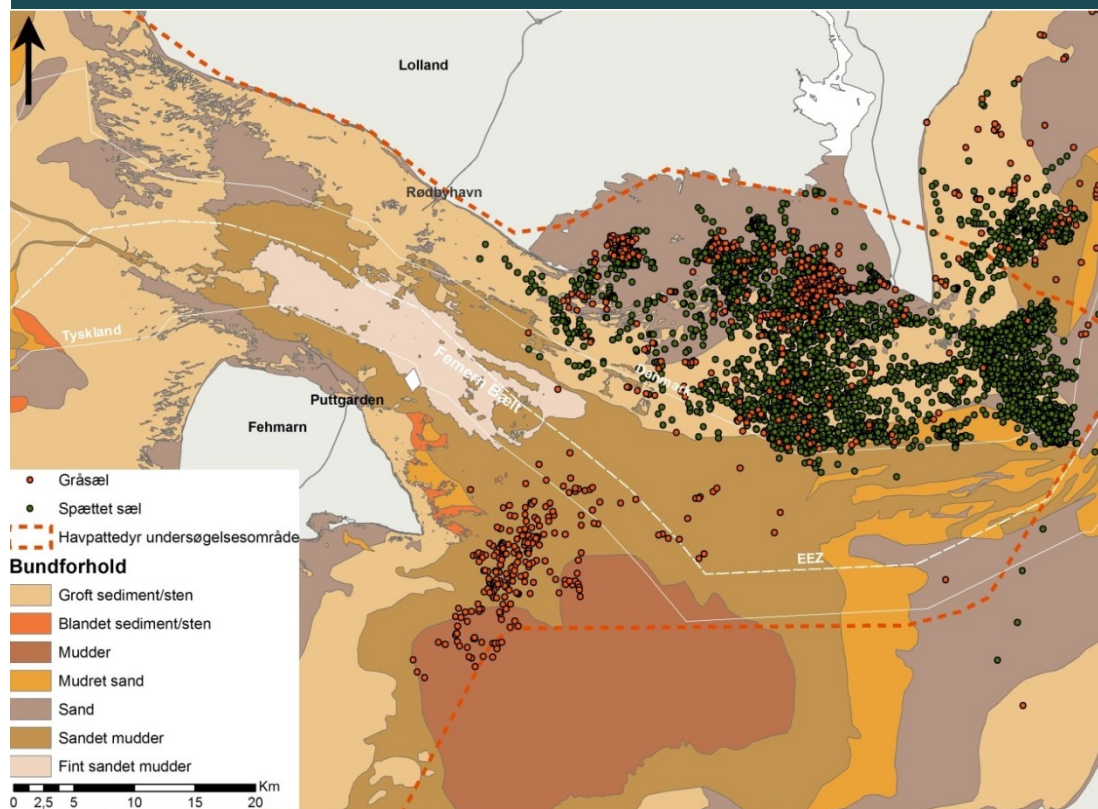 Lolland
Rødbyhavn
Tyskland
Puttgarden
Femern Bælt
Danmark
Fehmarn
EEZ
Gråsæl
Spættet sæl
Havpattedyr undersøgelsesområde
Bundforhold
Groft sediment/sten
Blandet sediment/sten
Mudder
Mudret sand
Sand
Sandet mudder
Fint sandet mudder
Km
0 2,5 5 10 15 20